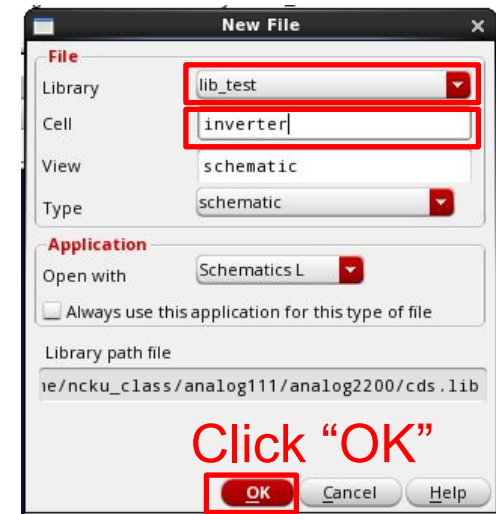 New File
File
Library lib_test
Cell inverter
View schematic
Type schematic
Application
Open with Schematics L
Always use this application for this type of file
Library path file
ne/ncku_class/analog111/analog2200/cds.lib
Click “OK”
OK Cancel Help